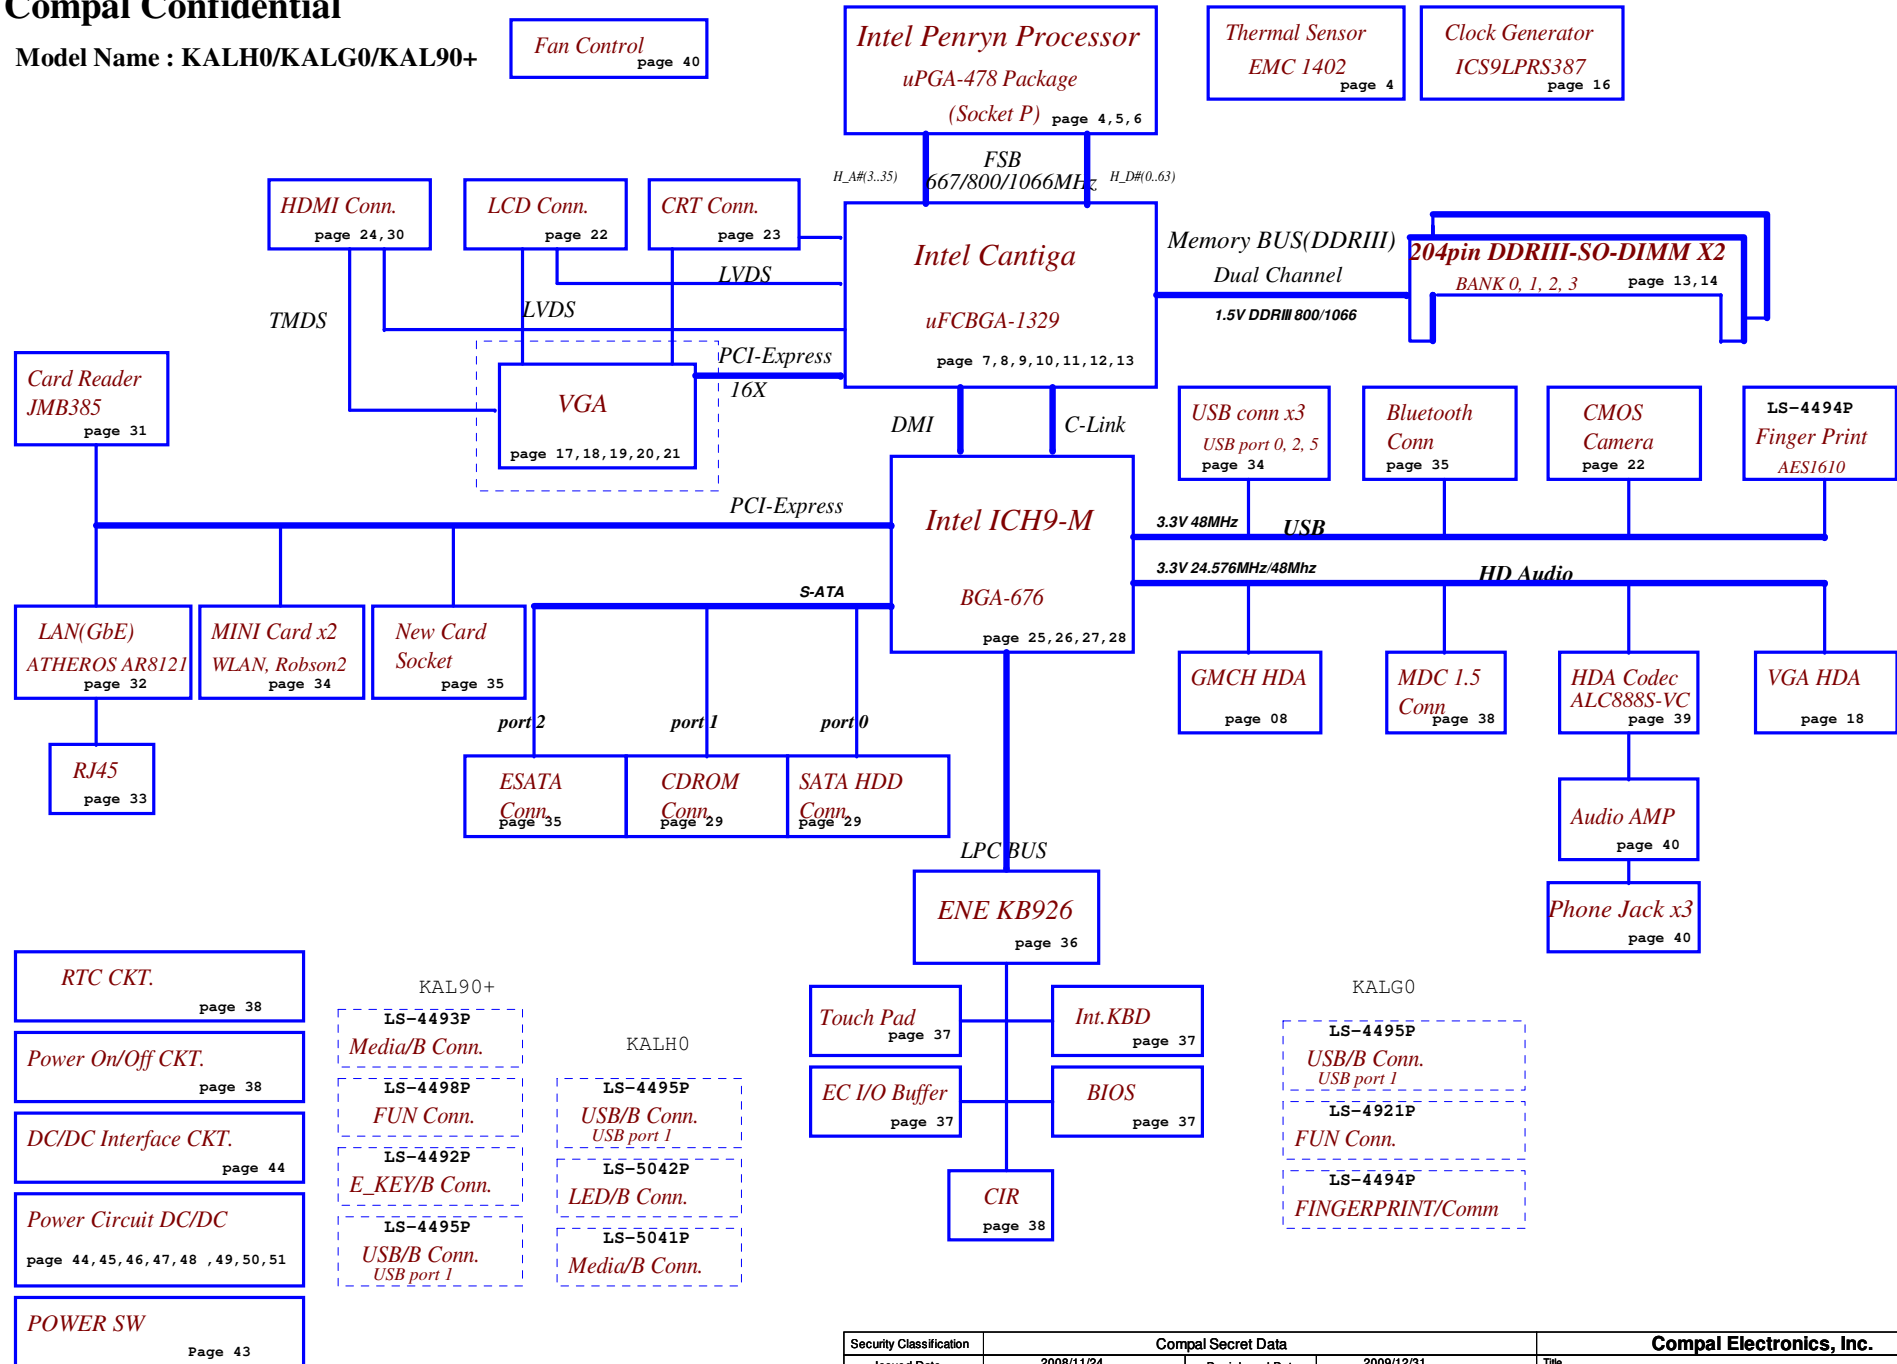 Compal Confidential
Model Name : KALH0/KALG0/KAL90+
Fan Control
page 40
Intel Penryn Processor
uPGA-478 Package
(Socket P) page 4,5,6
Thermal Sensor
EMC 1402
page 4
Clock Generator
ICS9LPRS387
page 16
H_A#(3..35)
FSB
667/800/1066MHz
H_D#(0..63)
HDMI Conn.
page 24,30
LCD Conn.
page 22
CRT Conn.
page 23
Intel Cantiga
uFCBGA-1329
page 7,8,9,10,11,12,13
Memory BUS(DDRIII)
Dual Channel
1.5V DDRIII 800/1066
204pin DDRIII-SO-DIMM X2
BANK 0, 1, 2, 3
page 13,14
TMDS
LVDS
LVDS
PCI-Express
16X
VGA
page 17,18,19,20,21
Card Reader
JMB385
page 31
DMI
C-Link
USB conn x3
USB port 0, 2, 5
page 34
Bluetooth
Conn
page 35
CMOS
Camera
page 22
LS-4494P
Finger Print
AES1610
PCI-Express
Intel ICH9-M
BGA-676
page 25,26,27,28
3.3V 48MHz
USB
3.3V 24.576MHz/48Mhz
HD Audio
S-ATA
LAN(GbE)
ATHEROS AR8121
page 32
MINI Card x2
WLAN, Robson2
page 34
New Card
Socket
page 35
GMCH HDA
page 08
MDC 1.5
Conn
page 38
HDA Codec
ALC888S-VC
page 39
VGA HDA
page 18
port 2
port 1
port 0
RJ45
page 33
ESATA
Conn.
page 35
CDROM
Conn.
page 29
SATA HDD
Conn.
page 29
Audio AMP
page 40
Phone Jack x3
page 40
LPC BUS
ENE KB926
page 36
Touch Pad
page 37
Int.KBD
page 37
EC I/O Buffer
page 37
BIOS
page 37
CIR
page 38
RTC CKT.
page 38
Power On/Off CKT.
page 38
DC/DC Interface CKT.
page 44
Power Circuit DC/DC
page 44,45,46,47,48 ,49,50,51
POWER SW
Page 43
KAL90+
LS-4493P
Media/B Conn.
LS-4498P
FUN Conn.
LS-4492P
E_KEY/B Conn.
LS-4495P
USB/B Conn.
USB port 1
KALH0
LS-4495P
USB/B Conn.
USB port 1
LS-5042P
LED/B Conn.
LS-5041P
Media/B Conn.
KALG0
LS-4495P
USB/B Conn.
USB port 1
LS-4921P
FUN Conn.
LS-4494P
FINGERPRINT/Comm
Security Classification
Compal Secret Data
Compal Electronics, Inc.
2008/11/24
2009/12/31
Title